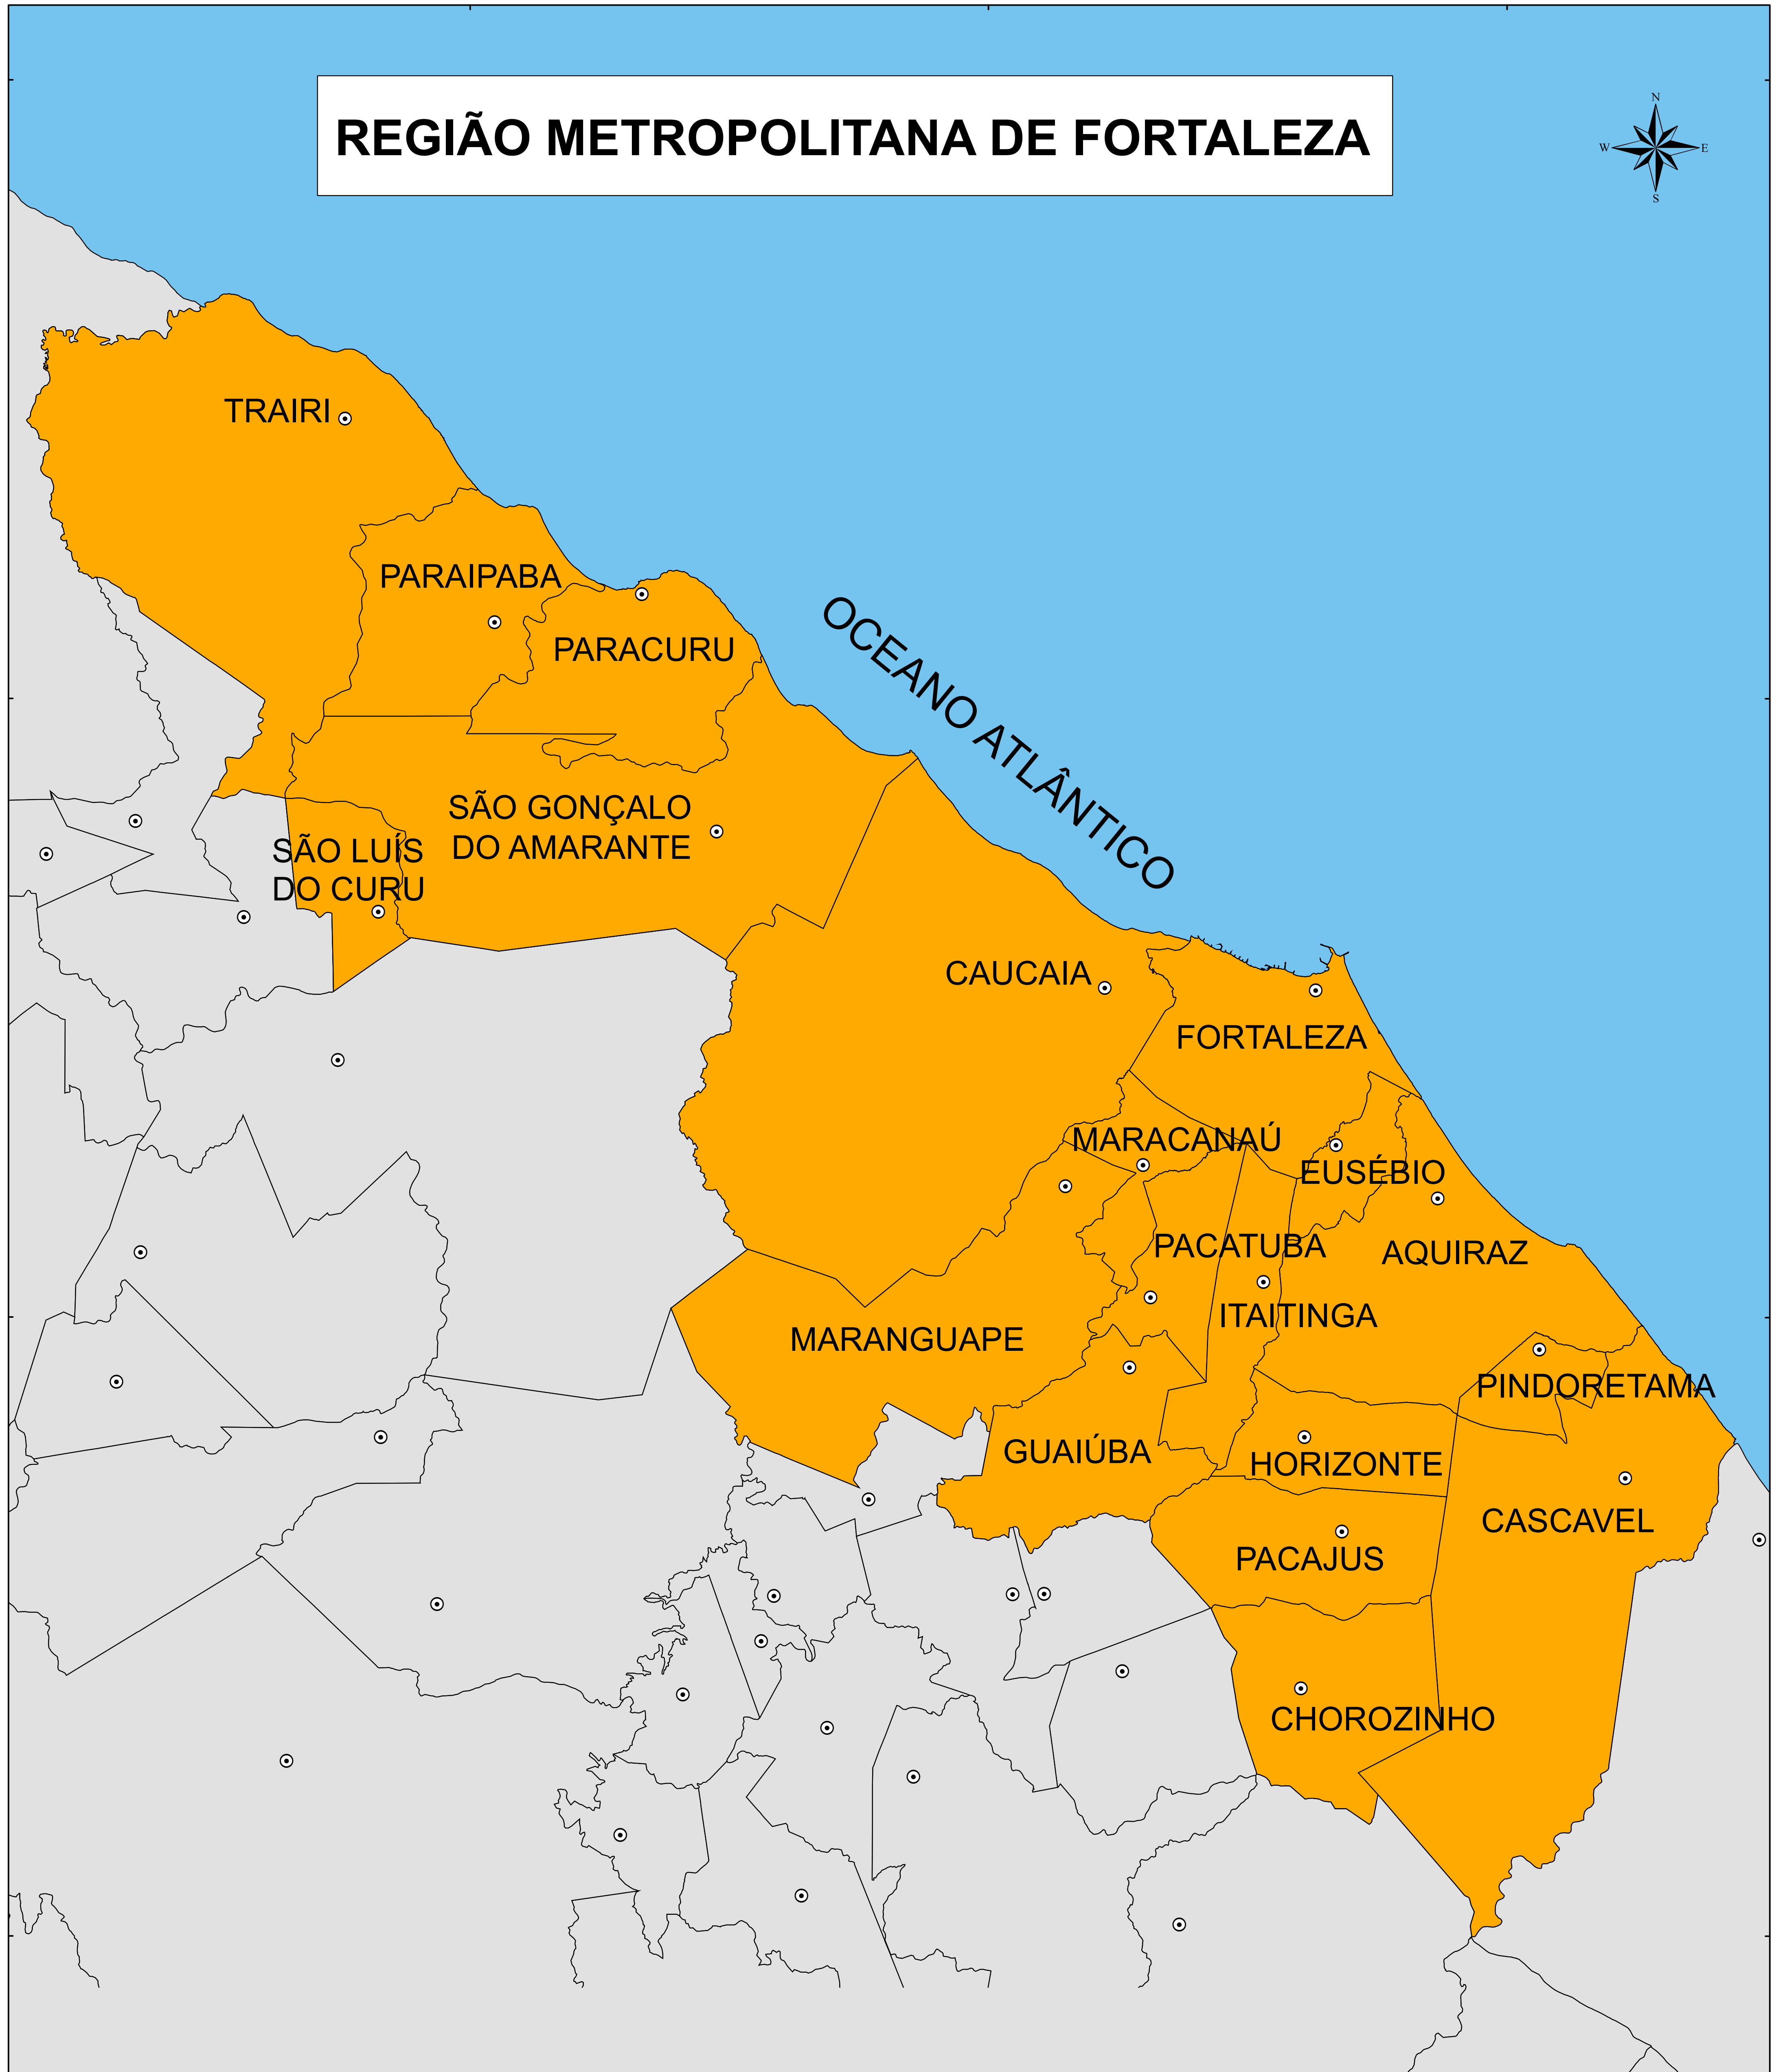 REGIÃO METROPOLITANA DE FORTALEZA
N
W
E
S
TRAIRI
PARAIPABA
PARACURU
OCEANO ATLÂNTICO
SÃO GONÇALO
DO AMARANTE
SÃO LUÍS
DO CURU
CAUCAIA
FORTALEZA
MARACANAÚ
EUSÉBIO
PACATUBA
AQUIRAZ
ITAITINGA
MARANGUAPE
PINDORETAMA
GUAIÚBA
HORIZONTE
CASCAVEL
PACAJUS
CHOROZINHO